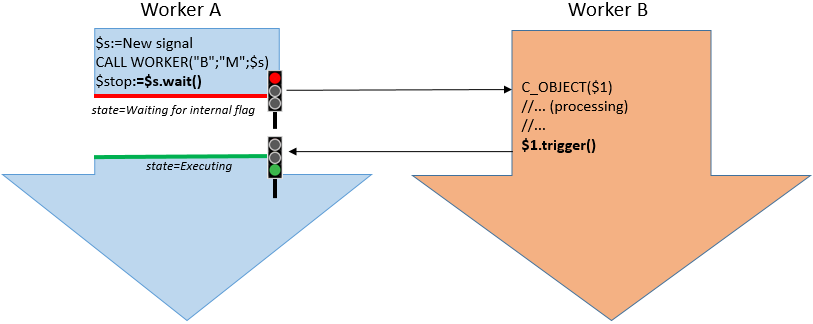 Worker A
$s:=New signal
CALL WORKER("B";"M";$s)
$stop:=$s.wait()
state=Waiting for internal flag
state=Executing
Worker B
C_OBJECT($1)
//... (processing)
//...
$1.trigger()